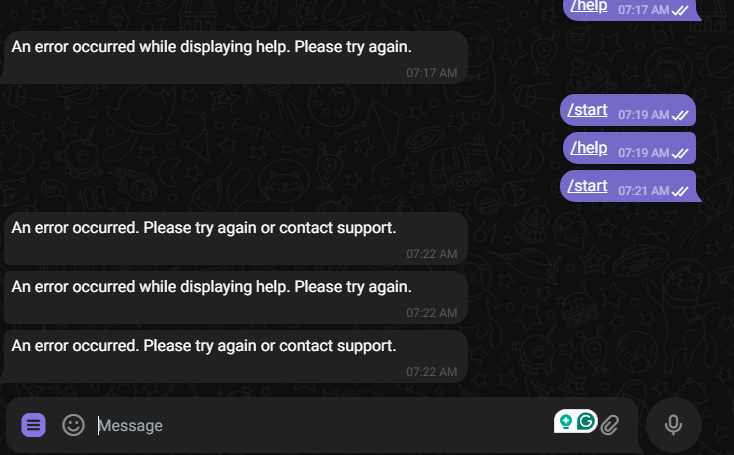 /help 07:17 AM
An error occurred while displaying help. Please try again.
07:17 AM
/start 07:19 AM
/help 07:19 AM
/start 07:21 AM
An error occurred. Please try again or contact support.
07:22 AM
An error occurred while displaying help. Please try again.
07:22 AM
An error occurred. Please try again or contact support.
07:22 AM
Message